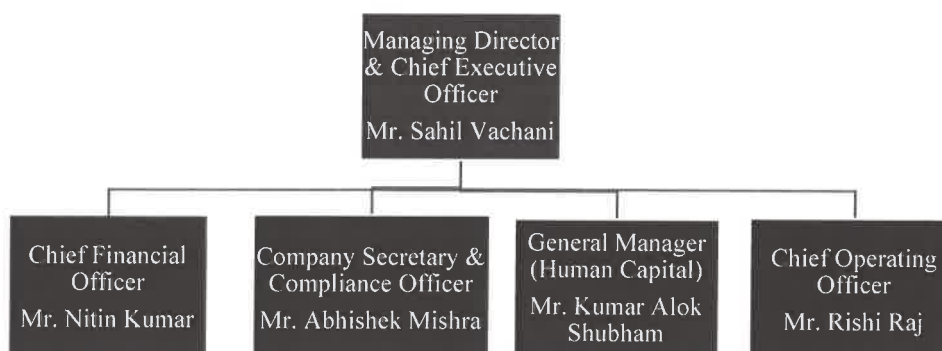 Managing Director
& Chief Executive
Officer
Mr. Sahil Vachani
Chief Financial
Officer
Mr. Nitin Kumar
Company Secretary &
Compliance Officer
Mr. Abhishek Mishra
General Manager
(Human Capital)
Mr. Kumar Alok
Shubham
Chief Operating
Officer
Mr. Rishi Raj